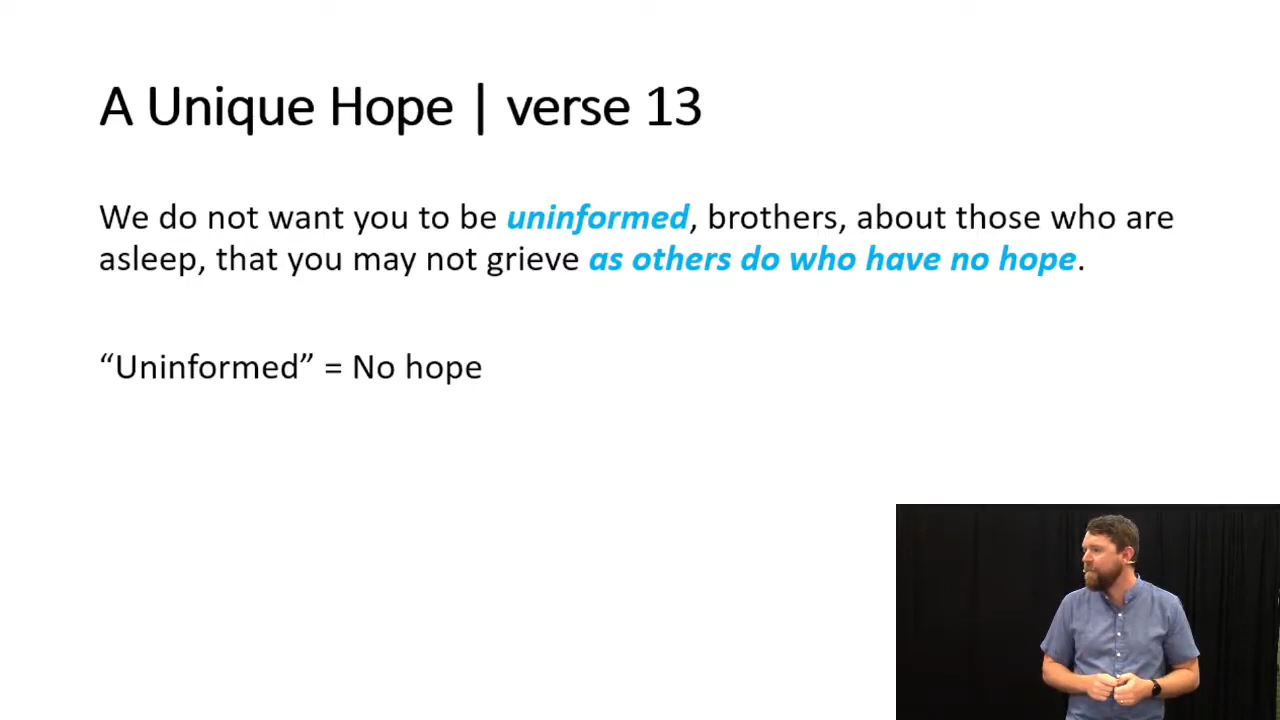 A Unique Hope | verse 13
We do not want you to be uninformed, brothers, about those who are
asleep, that you may not grieve as others do who have no hope.
“Uninformed” = No hope